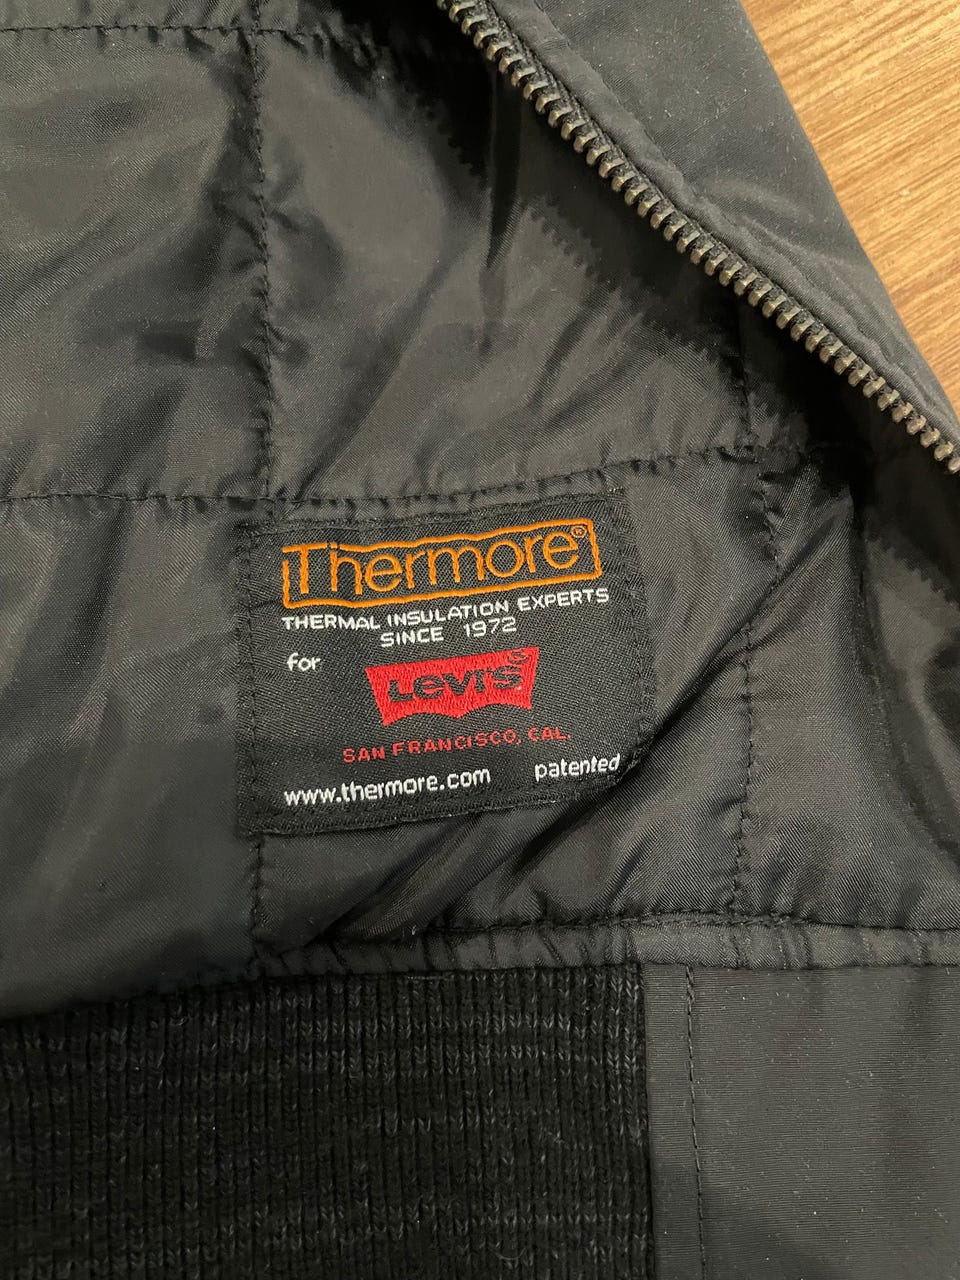 Thermore®
THERMAL INSULATION EXPERTS
SINCE 1972
for
LEVI'S®
SAN FRANCISCO, CAL.
www.thermore.com patented